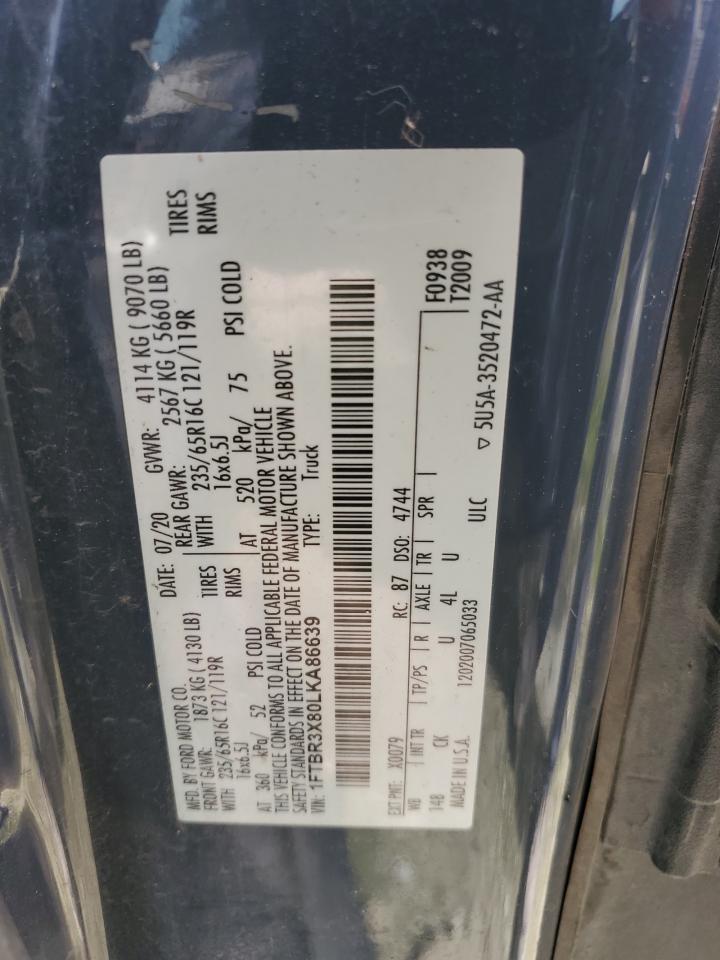 MFD. BY FORD MOTOR CO.
DATE: 07/20 GVWR: 4114 KG ( 9070 LB)
FRONT GAWR: 1873 KG ( 4130 LB) REAR GAWR: 2567 KG ( 5660 LB)
WITH 235/65R16C 121/119R TIRES WITH 235/65R16C 121/119R TIRES
16x6.5J RIMS 16x6.5J RIMS
AT 360 kPa/ 52 PSI COLD AT 520 kPa/ 75 PSI COLD
THIS VEHICLE CONFORMS TO ALL APPLICABLE FEDERAL MOTOR VEHICLE
SAFETY STANDARDS IN EFFECT ON THE DATE OF MANUFACTURE SHOWN ABOVE.
VIN: 1FTBR3X80LKA86639 TYPE: Truck
EXT PNT: X0079 RC: 87 DSO: 4744 F0938
WB | INT TR | TP/PS | R | AXLE | TR | SPR | T2009
148 CK U 4L U
MADE IN U.S.A. 1202007065033 ULC ▽ 5U5A-3520472-AA